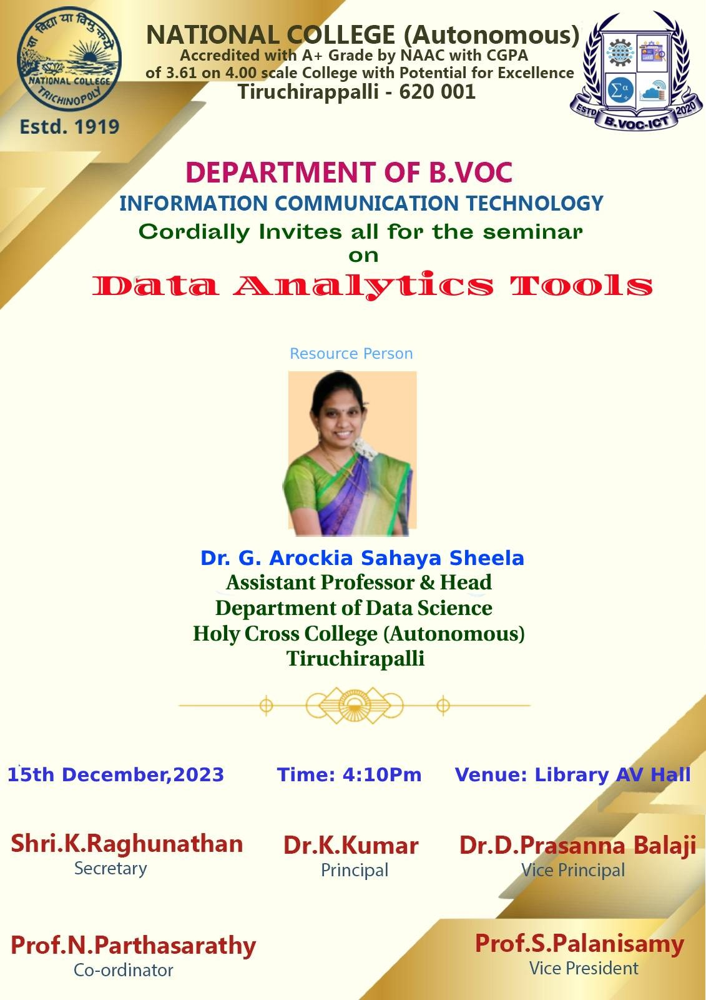 सा विद्या या विमुक्तये
NATIONAL COLLEGE
TRICHINOPOLY
Estd. 1919
NATIONAL COLLEGE (Autonomous)
Accredited with A+ Grade by NAAC with CGPA
of 3.61 on 4.00 scale College with Potential for Excellence
Tiruchirappalli - 620 001
Σα
÷
ESTD 2020
B.VOC-ICT
DEPARTMENT OF B.VOC
INFORMATION COMMUNICATION TECHNOLOGY
Cordially Invites all for the seminar
on
Data Analytics Tools
Resource Person
Dr. G. Arockia Sahaya Sheela
Assistant Professor & Head
Department of Data Science
Holy Cross College (Autonomous)
Tiruchirapalli
15th December,2023 Time: 4:10Pm Venue: Library AV Hall
Shri.K.Raghunathan Dr.K.Kumar Dr.D.Prasanna Balaji
Secretary Principal Vice Principal
Prof.N.Parthasarathy Prof.S.Palanisamy
Co-ordinator Vice President